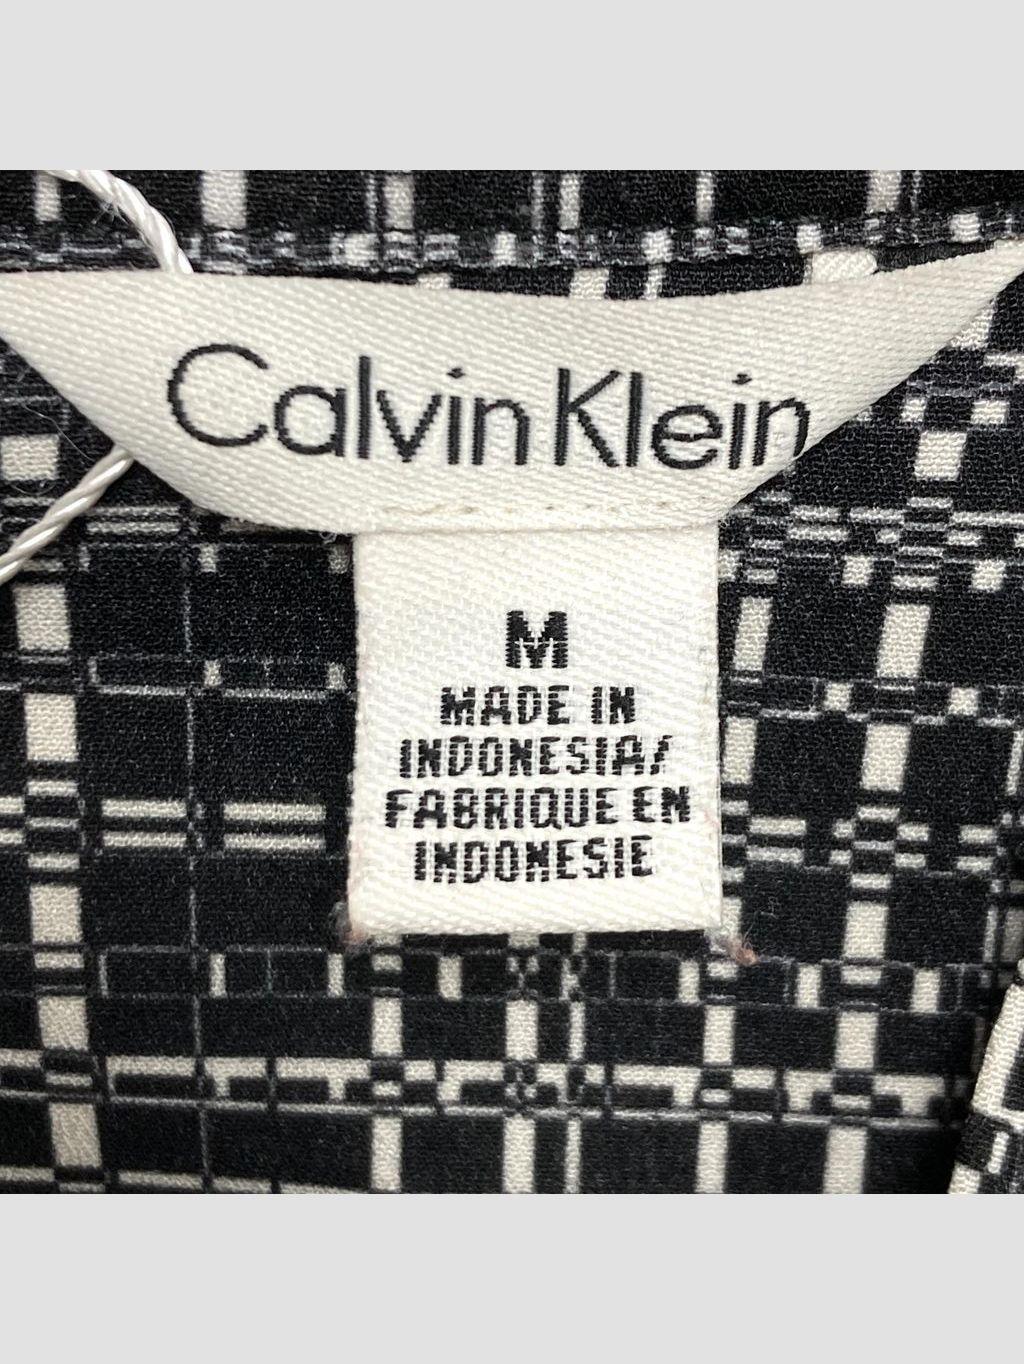 Calvin Klein
M
MADE IN
INDONESIA/
FABRIQUE EN
INDONESIE